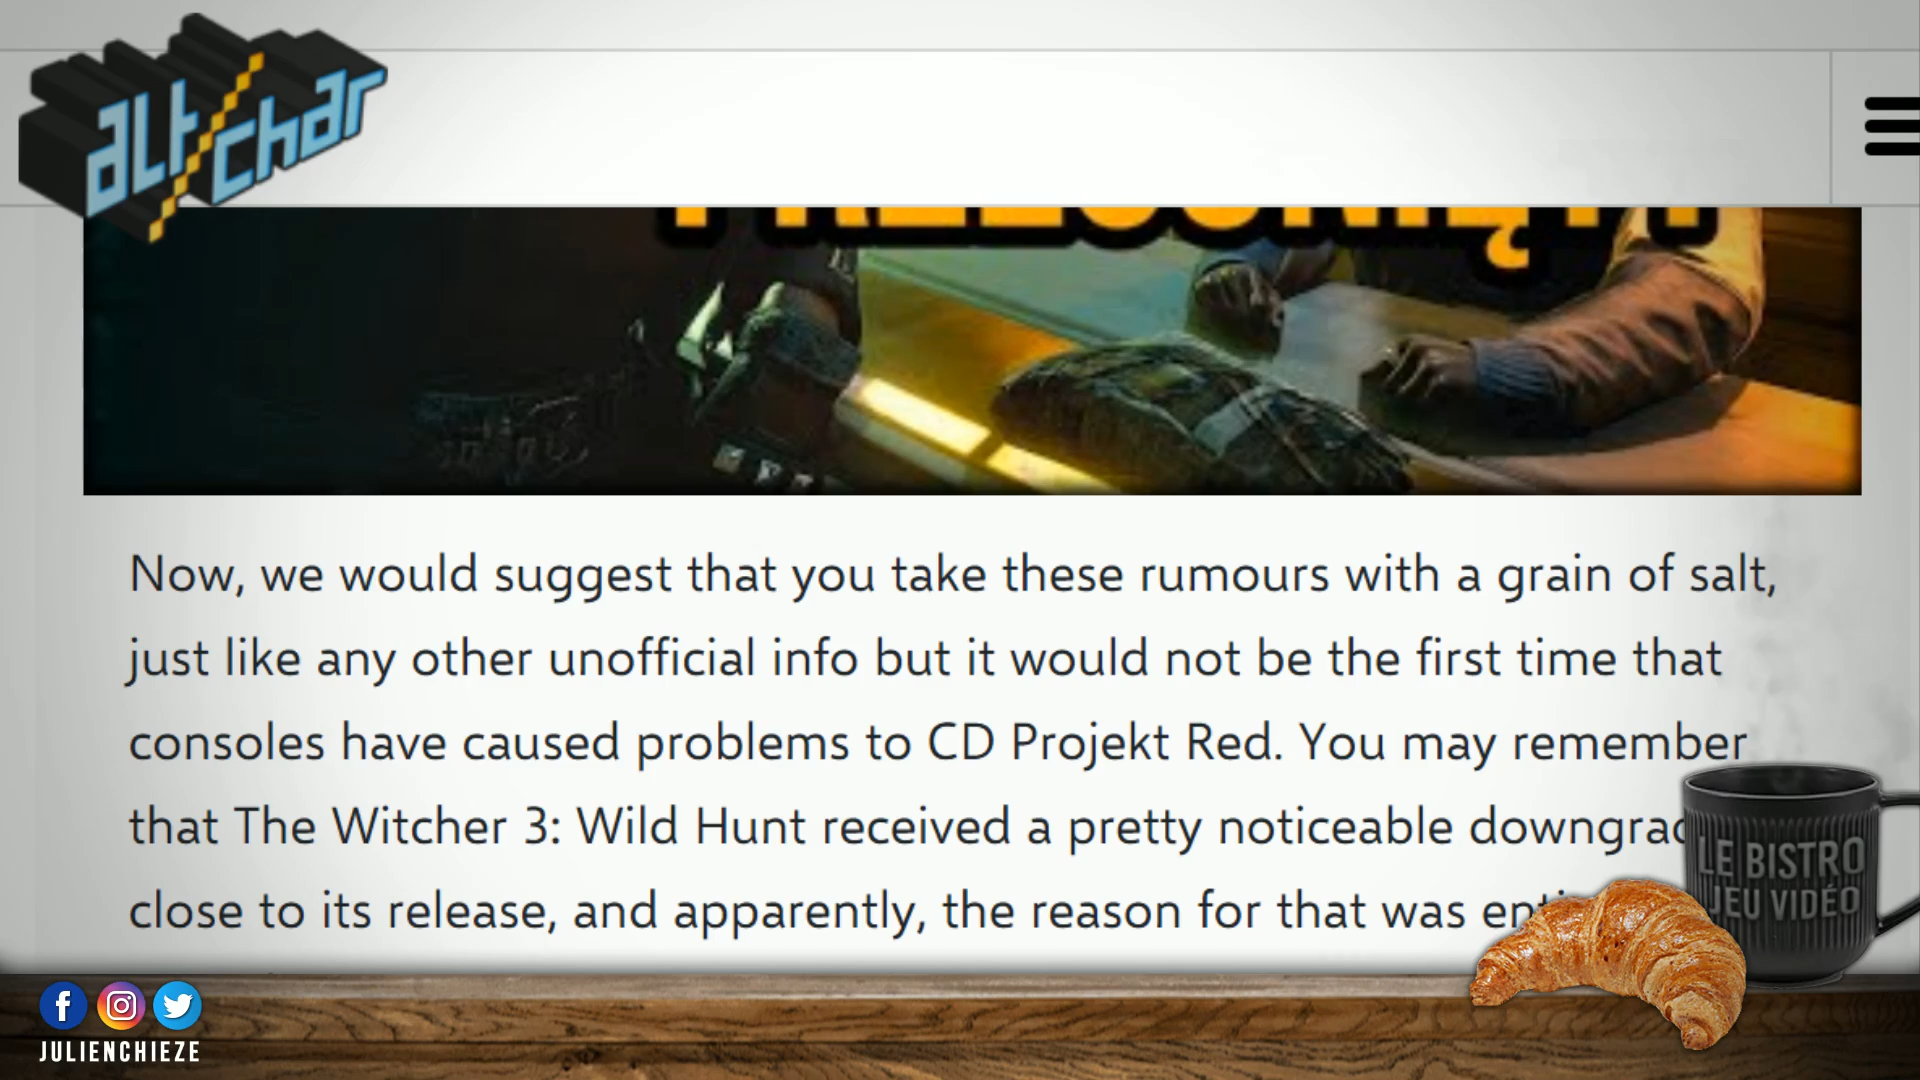 alt/char
Now, we would suggest that you take these rumours with a grain of salt,
just like any other unofficial info but it would not be the first time that
consoles have caused problems to CD Projekt Red. You may remember
that The Witcher 3: Wild Hunt received a pretty noticeable
close to its release, and apparently, the reason for that was
LE BISTRO
JEU VIDÉO
JULIENCHIEZE